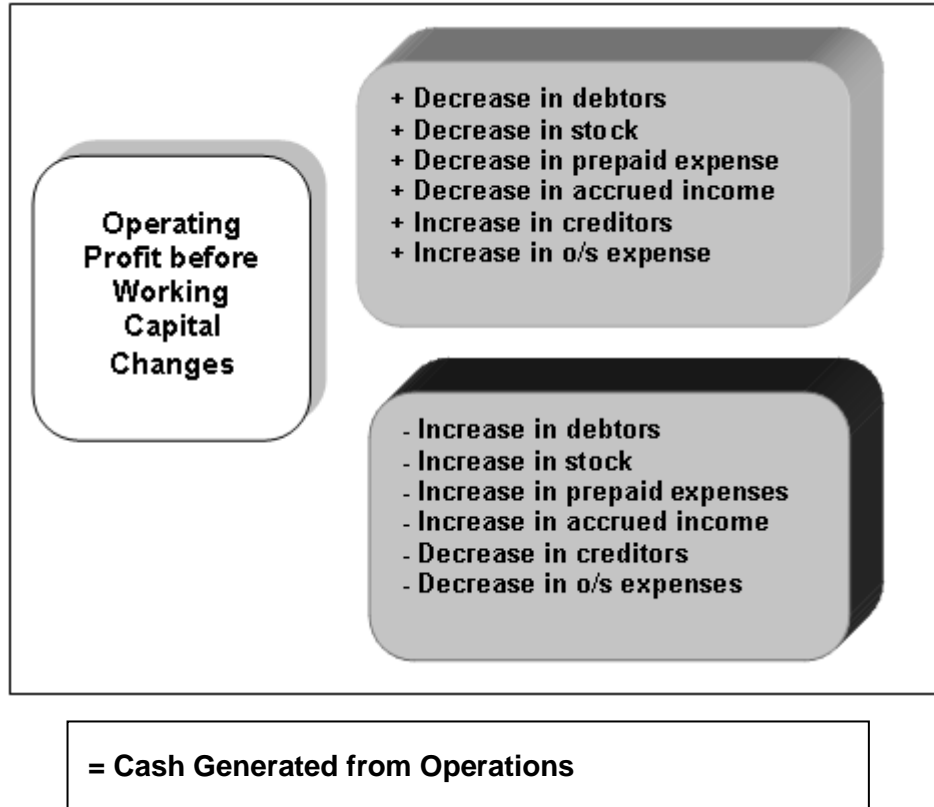 Operating
Profit before
Working
Capital
Changes
+ Decrease in debtors
+ Decrease in stock
+ Decrease in prepaid expense
+ Decrease in accrued income
+ Increase in creditors
+ Increase in o/s expense
- Increase in debtors
- Increase in stock
- Increase in prepaid expenses
- Increase in accrued income
- Decrease in creditors
- Decrease in o/s expenses
= Cash Generated from Operations